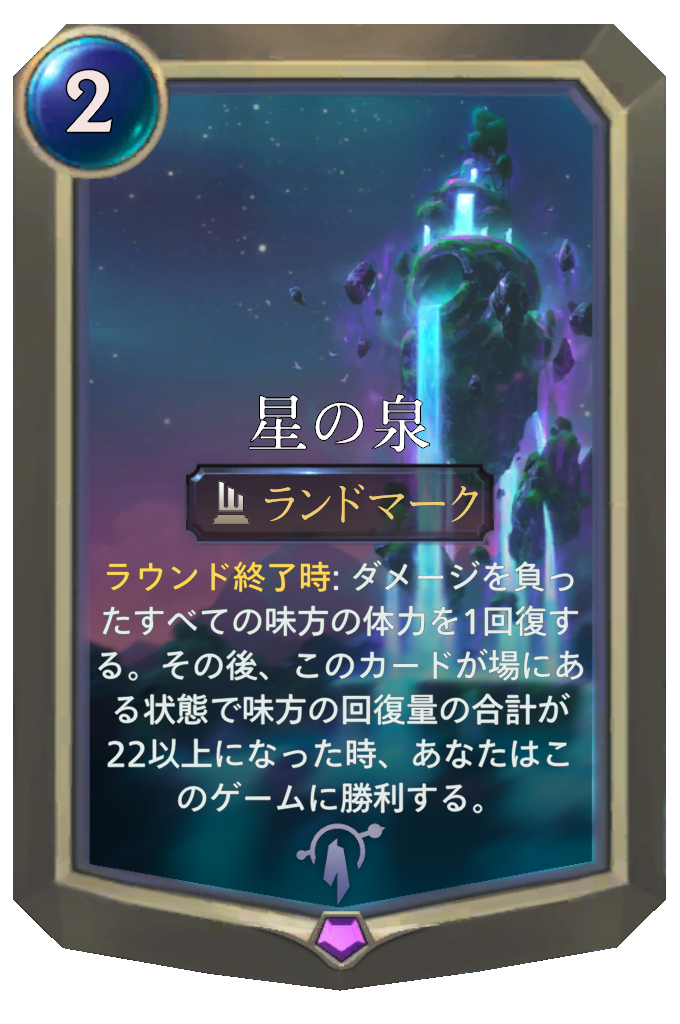 2
星の泉
ランドマーク
ラウンド終了時: ダメージを負っ
たすべての味方の体力を1回復す
る。その後、このカードが場にあ
る状態で味方の回復量の合計が
22以上になった時、あなたはこ
のゲームに勝利する。